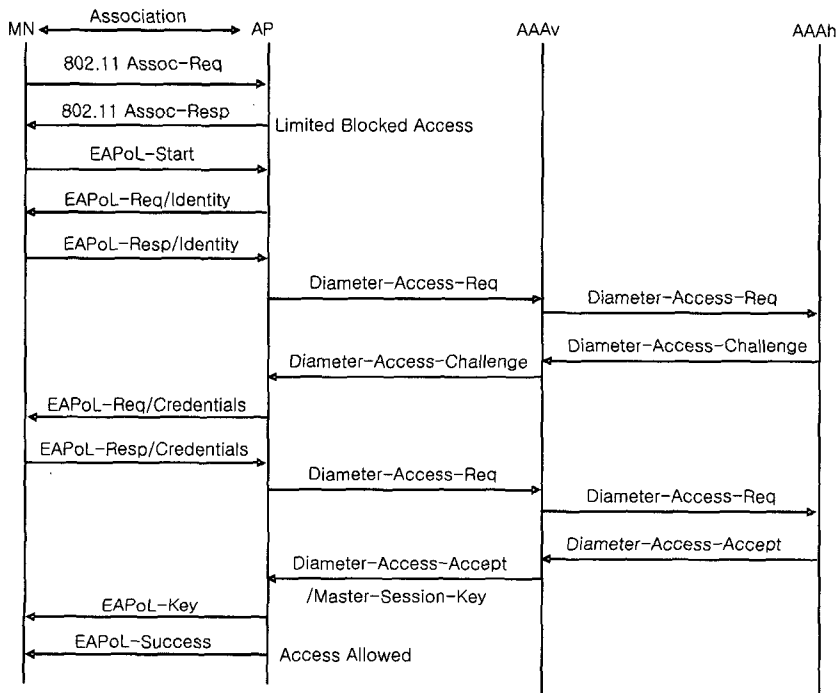 Association
MN AP AAAv AAAh
802.11 Assoc-Req
802.11 Assoc-Resp
Limited Blocked Access
EAPoL-Start
EAPoL-Req/Identity
EAPoL-Resp/Identity
Diameter-Access-Req
Diameter-Access-Req
Diameter-Access-Challenge
Diameter-Access-Challenge
EAPoL-Req/Credentials
EAPoL-Resp/Credentials
Diameter-Access-Req
Diameter-Access-Req
Diameter-Access-Accept
Diameter-Access-Accept
/Master-Session-Key
EAPoL-Key
EAPoL-Success
Access Allowed